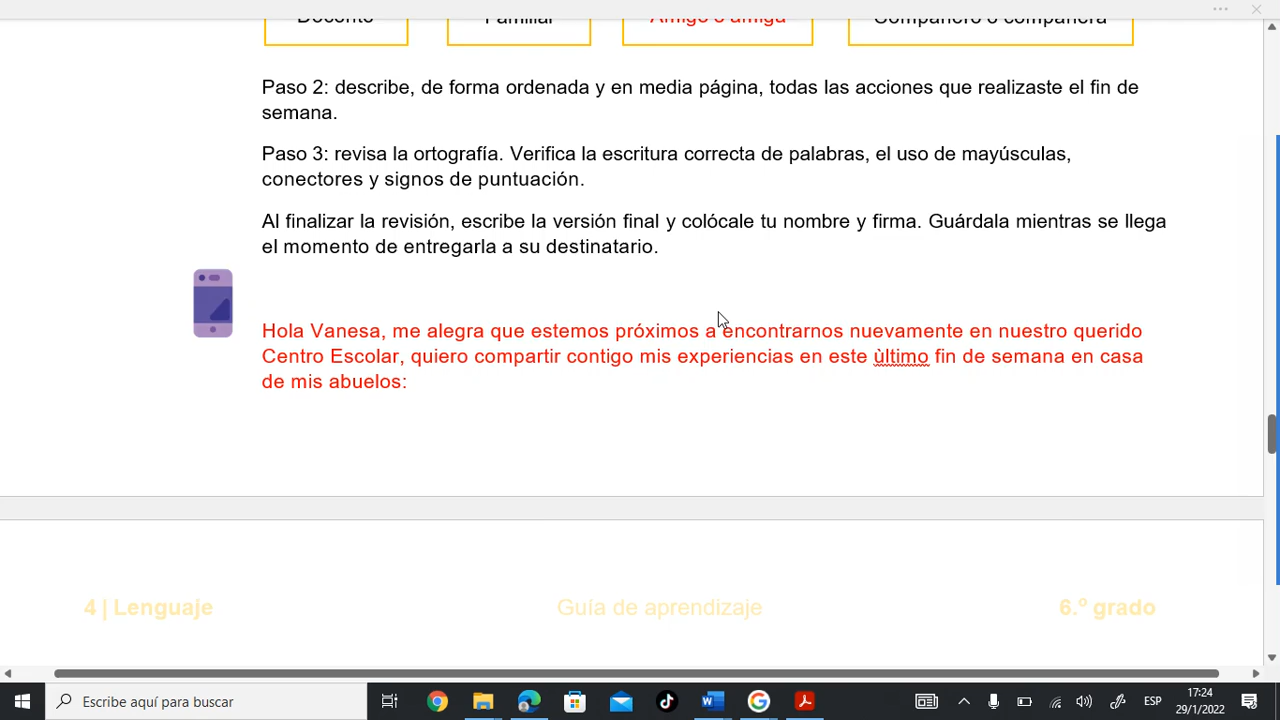 Docente Familiar Amigo o amiga Compañero o compañera
Paso 2: describe, de forma ordenada y en media página, todas las acciones que realizaste el fin de
semana.
Paso 3: revisa la ortografía. Verifica la escritura correcta de palabras, el uso de mayúsculas,
conectores y signos de puntuación.
Al finalizar la revisión, escribe la versión final y colócale tu nombre y firma. Guárdala mientras se llega
el momento de entregarla a su destinatario.
Hola Vanesa, me alegra que estemos próximos a encontrarnos nuevamente en nuestro querido
Centro Escolar, quiero compartir contigo mis experiencias en este ùltimo fin de semana en casa
de mis abuelos:
4 | Lenguaje Guía de aprendizaje 6.º grado
Escribe aquí para buscar
ESP
17:24
29/1/2022